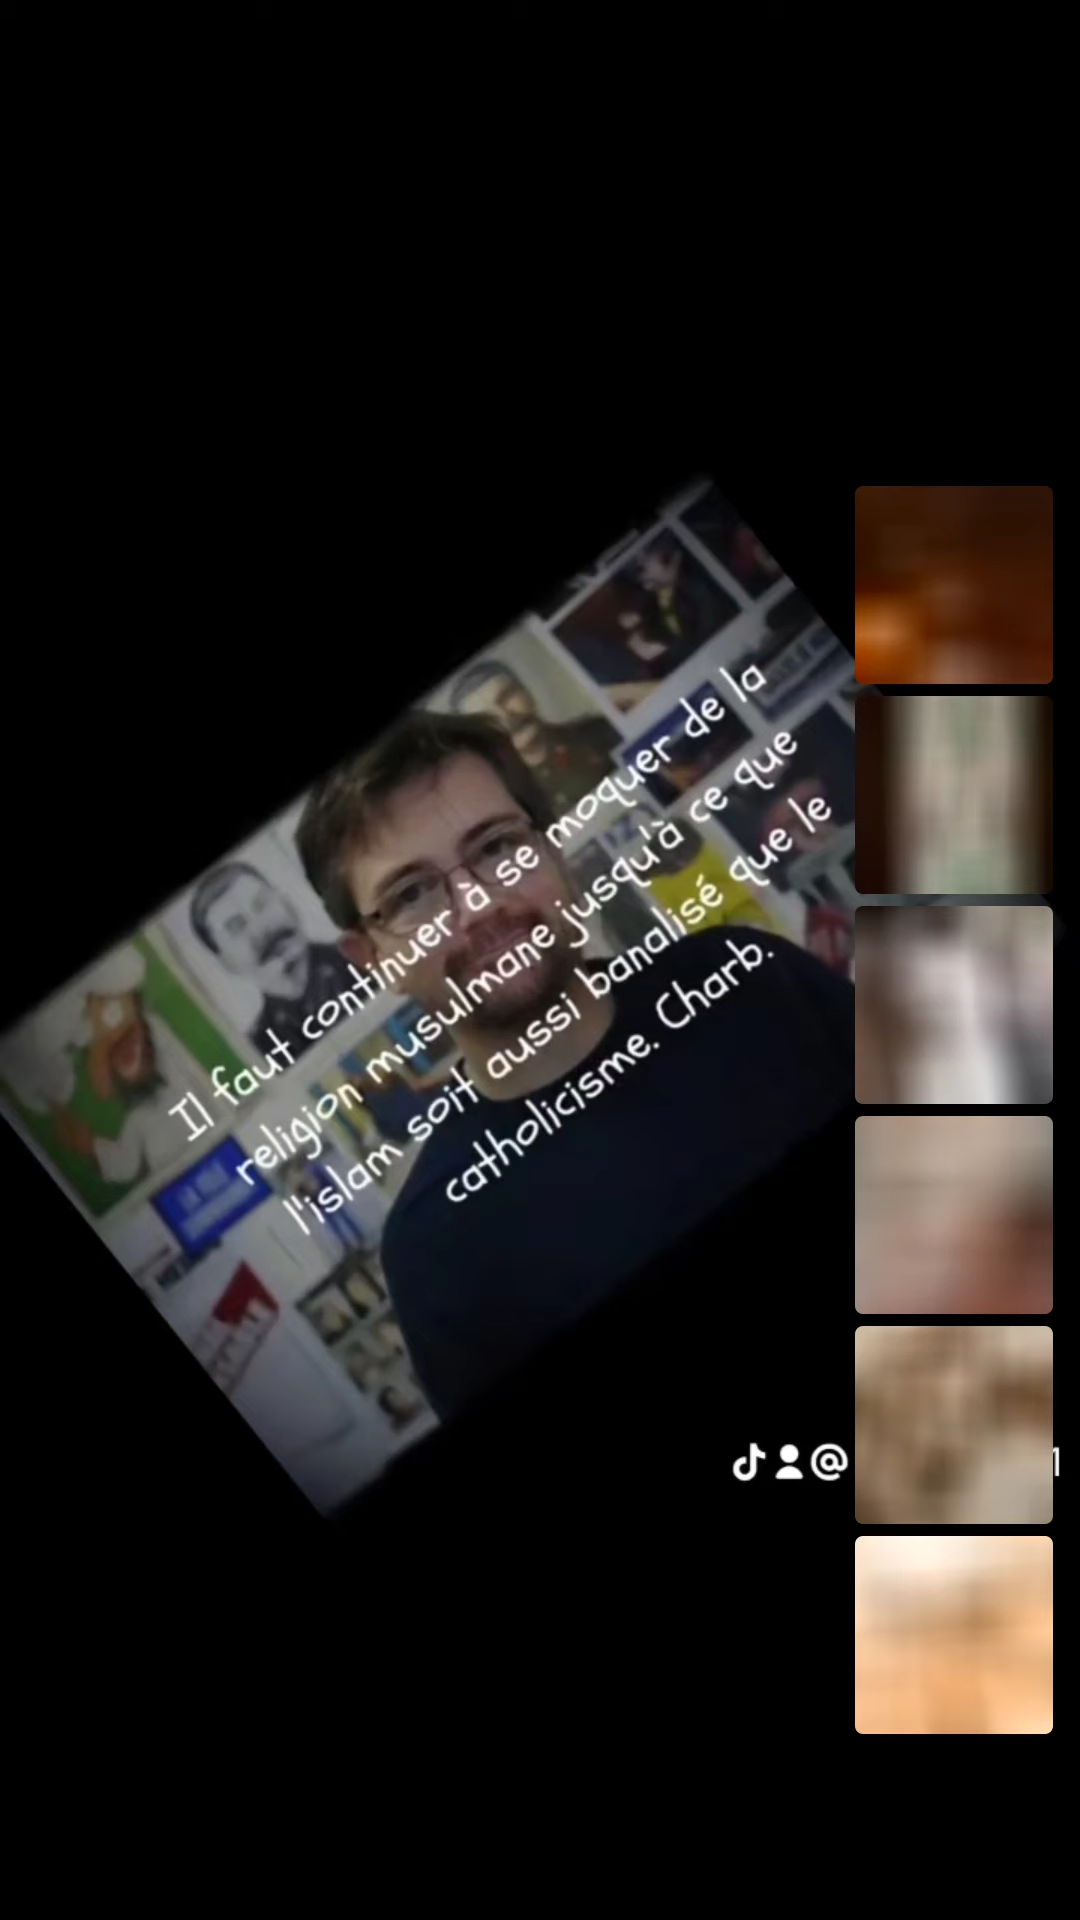 Il faut continuer à se moquer de la
religion musulmane jusqu'à ce que
l'islam soit aussi banalisé que le
catholicisme. Charb.
@
1